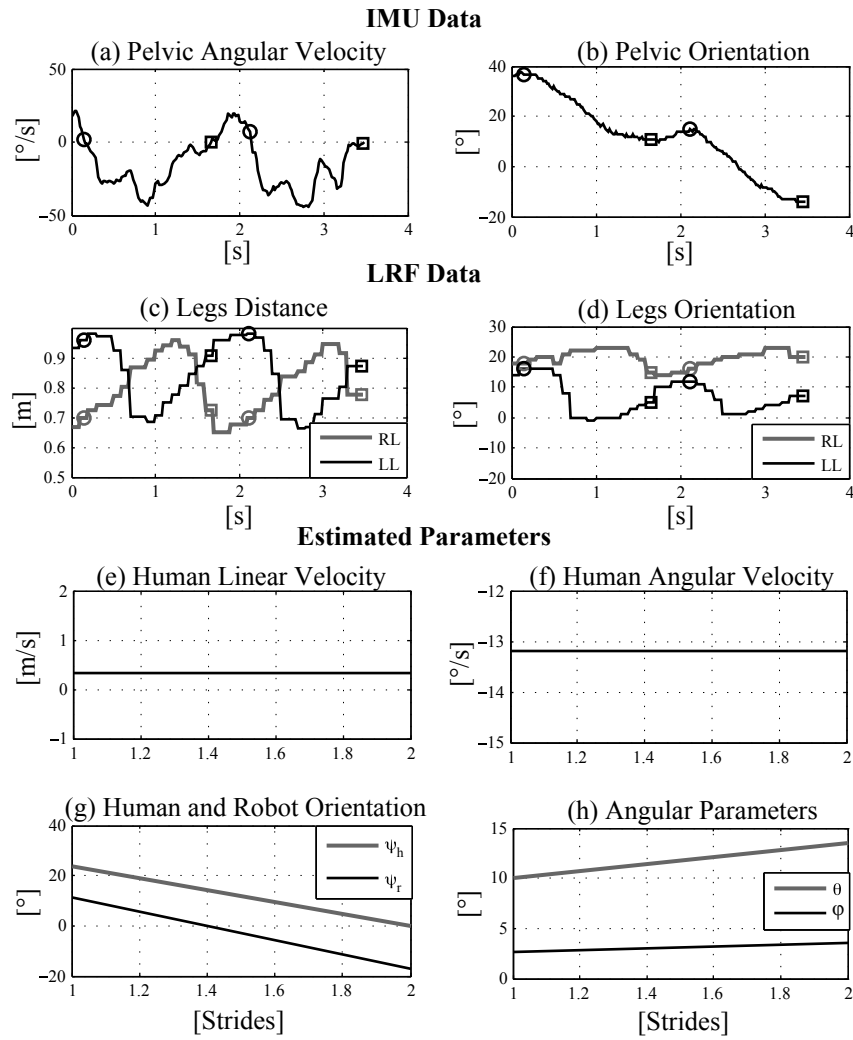 IMU Data
(a) Pelvic Angular Velocity
(b) Pelvic Orientation
[°/s]
50
0
−50
0 1 2 3 4
[s]
[°]
40
20
0
−20
0 1 2 3 4
[s]
LRF Data
(c) Legs Distance
(d) Legs Orientation
[m]
0.9
0.8
0.7
0.6
0.5
RL
LL
0 1 2 3 4
[s]
[°]
30
20
10
0
−10
−20
RL
LL
0 1 2 3 4
[s]
Estimated Parameters
(e) Human Linear Velocity
(f) Human Angular Velocity
[m/s]
2
1
0
−1
1 1.2 1.4 1.6 1.8 2
[°/s]
−12
−13
−14
−15
1 1.2 1.4 1.6 1.8 2
(g) Human and Robot Orientation
(h) Angular Parameters
[°]
40
20
0
−20
ψh
ψr
1 1.2 1.4 1.6 1.8 2
[Strides]
[°]
15
10
5
0
θ
φ
1 1.2 1.4 1.6 1.8 2
[Strides]